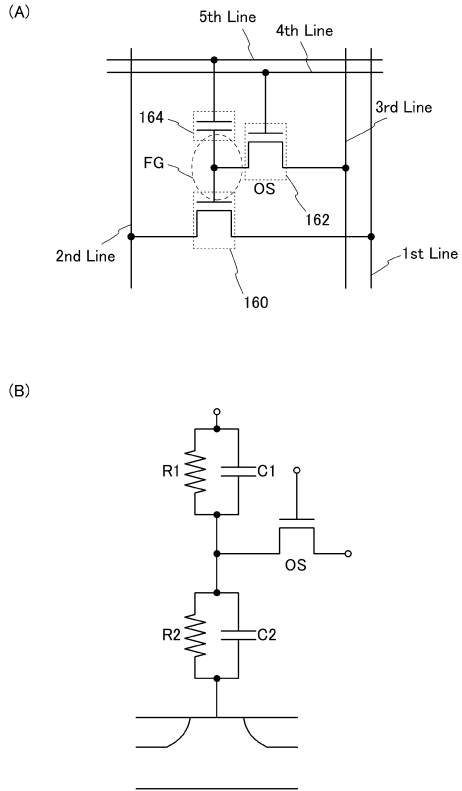 (A)
5th Line
4th Line
164
3rd Line
FG
OS
162
2nd Line
1st Line
160
(B)
R1
C1
OS
R2
C2